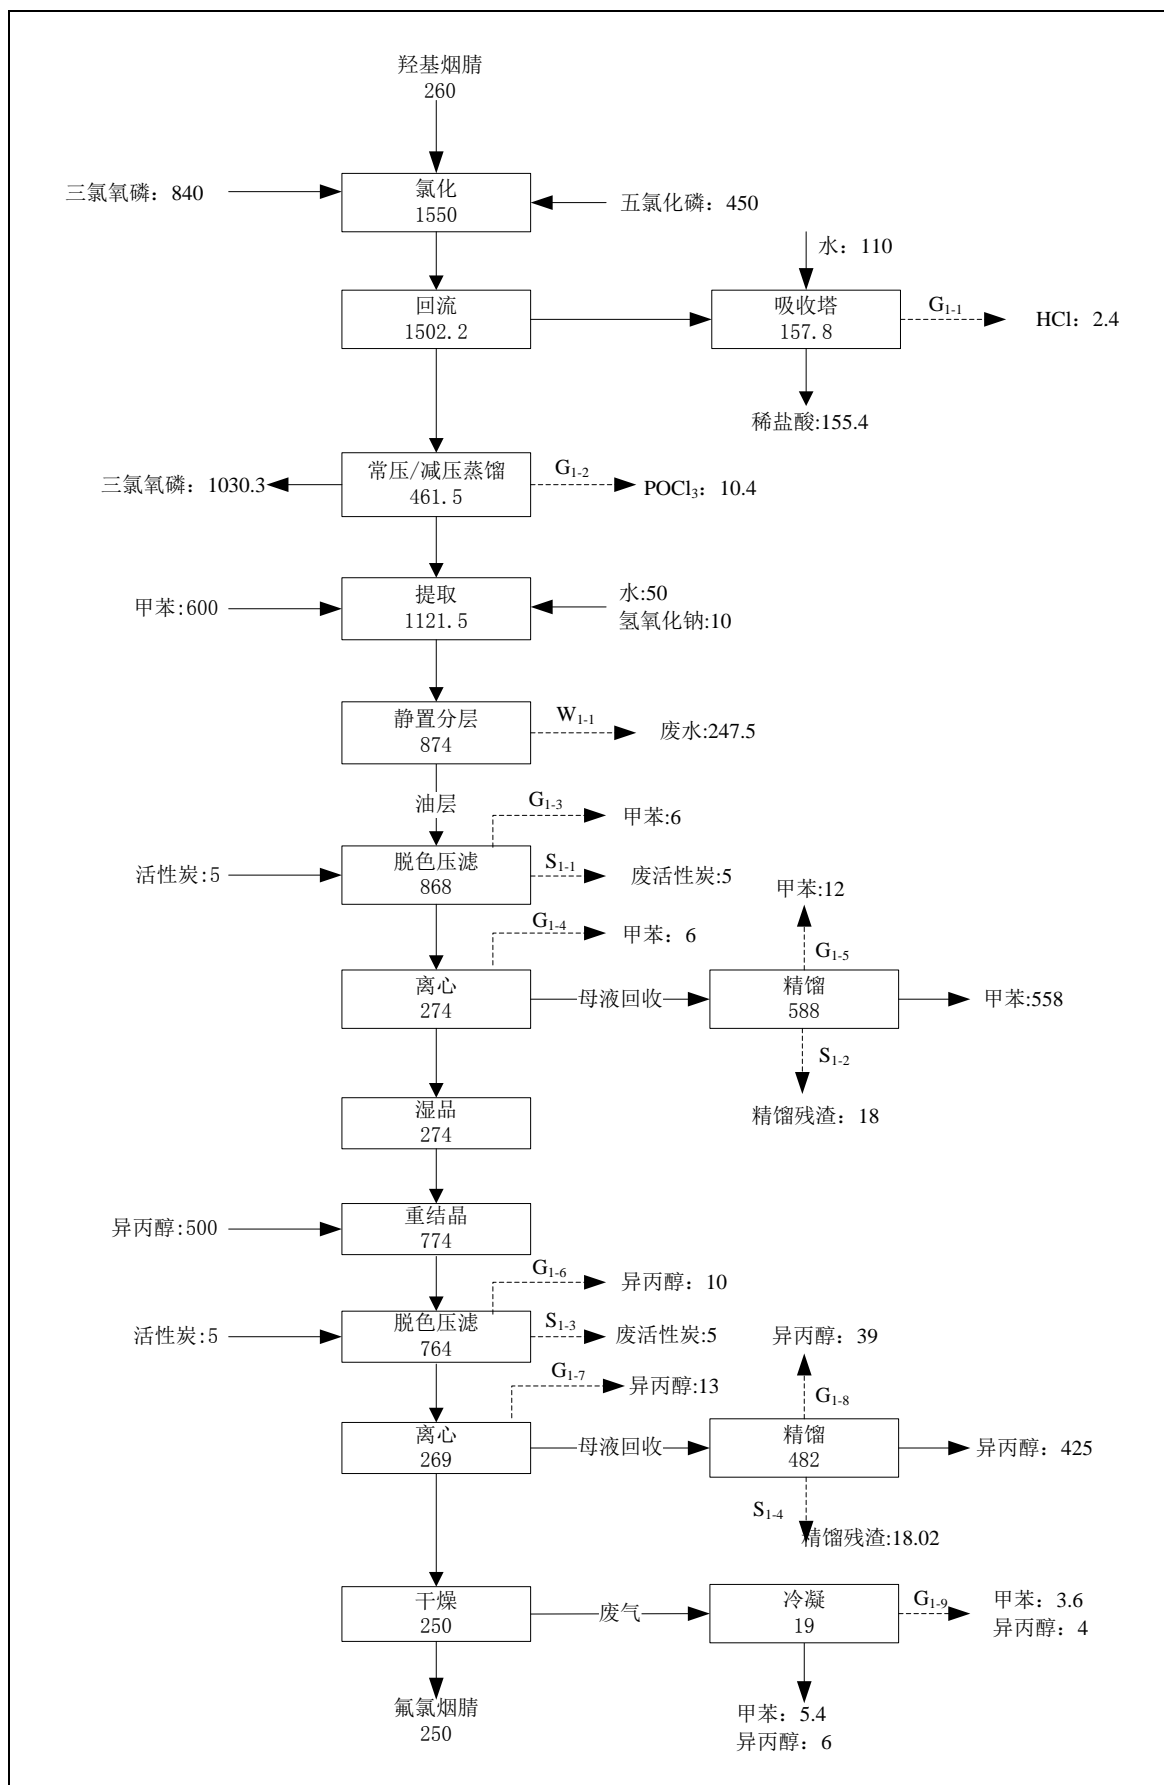 羟基烟腈
260
三氯氧磷：840
氯化
1550
五氯化磷：450
水：110
回流
1502.2
吸收塔
157.8
G1-1
HCl：2.4
稀盐酸:155.4
三氯氧磷：1030.3
常压/减压蒸馏
461.5
G1-2
POCl3：10.4
甲苯:600
提取
1121.5
水:50
氢氧化钠:10
静置分层
874
W1-1
废水:247.5
油层
G1-3
甲苯:6
活性炭:5
脱色压滤
868
S1-1
废活性炭:5
甲苯:12
G1-4
甲苯：6
G1-5
离心
274
母液回收
精馏
588
甲苯:558
S1-2
精馏残渣：18
湿品
274
异丙醇:500
重结晶
774
G1-6
异丙醇：10
活性炭:5
脱色压滤
764
S1-3
废活性炭:5
异丙醇：39
G1-7
异丙醇:13
G1-8
离心
269
母液回收
精馏
482
异丙醇：425
S1-4
精馏残渣:18.02
干燥
250
废气
冷凝
19
G1-9
甲苯：3.6
异丙醇：4
氟氯烟腈
250
甲苯：5.4
异丙醇：6